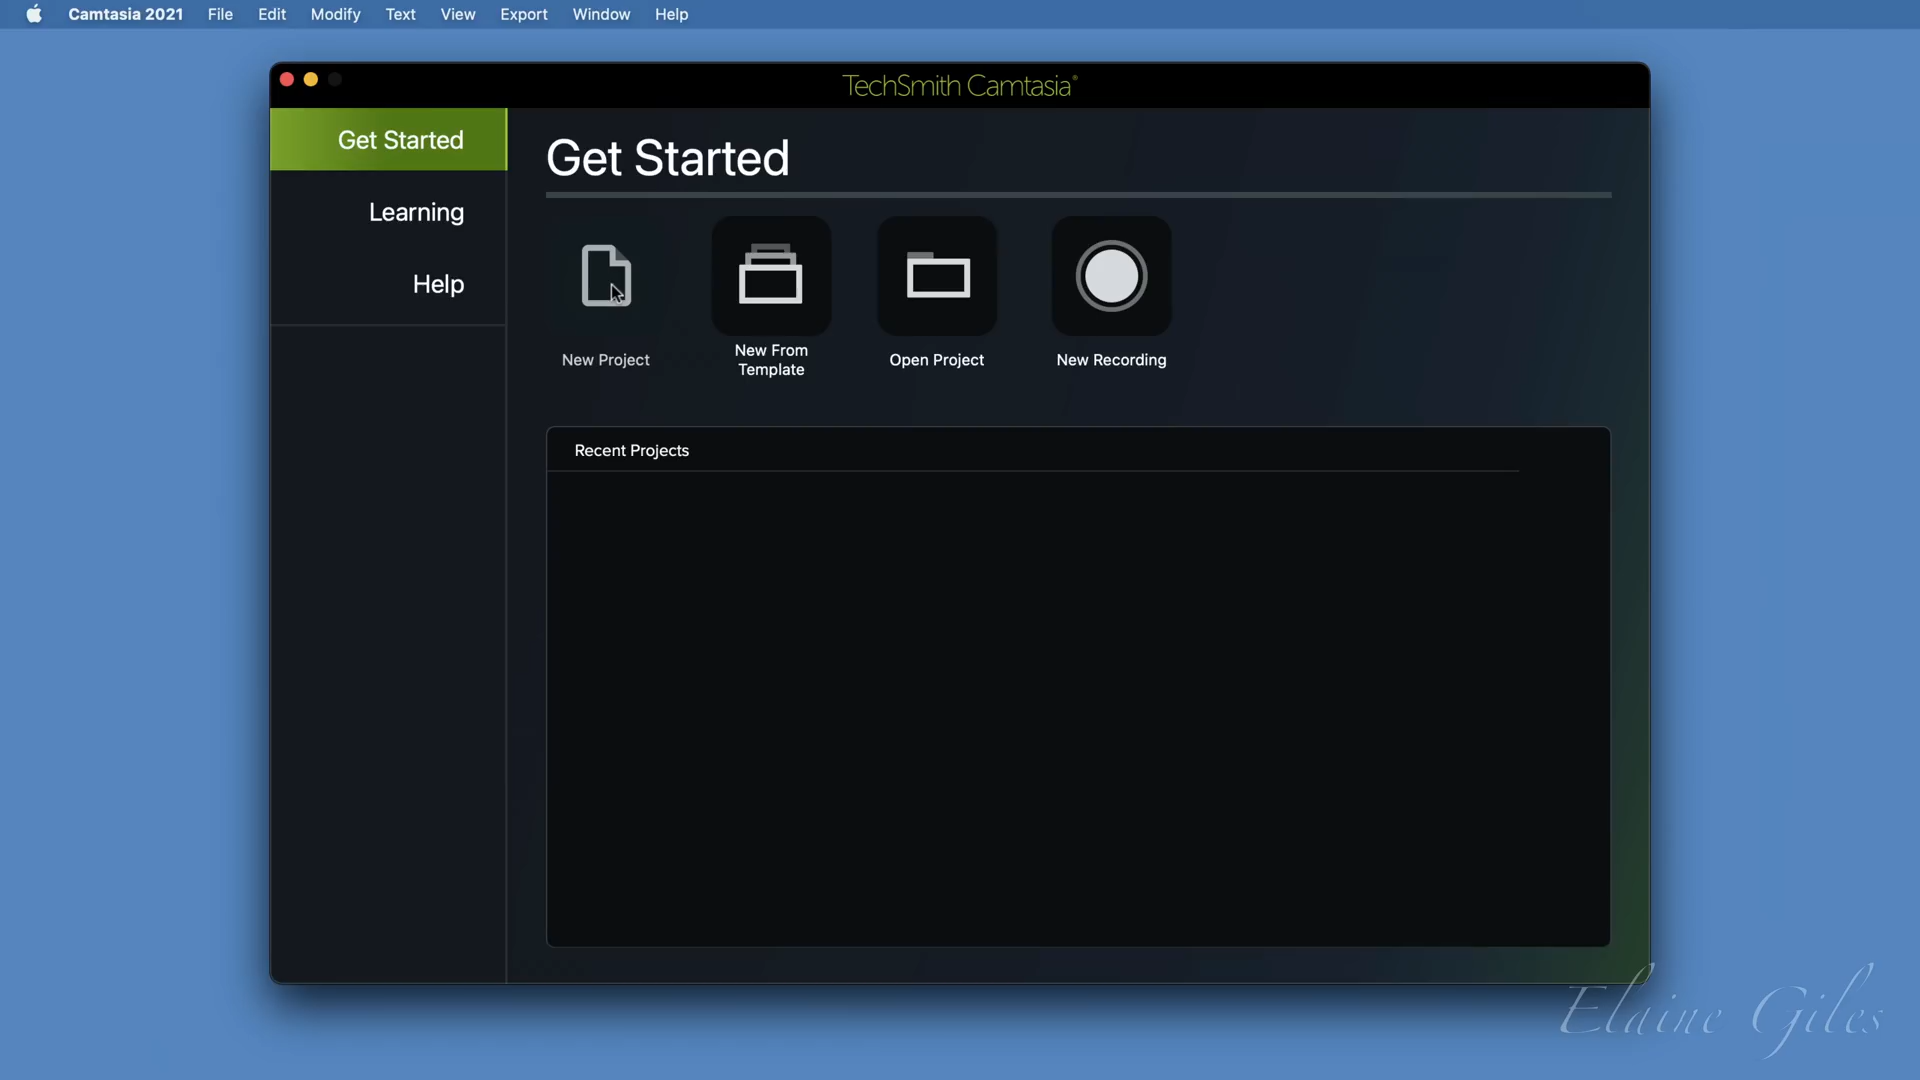 Camtasia 2021 File Edit Modify Text View Export Window Help
TechSmith Camtasia®
Get Started
Learning
Help
Get Started
New Project
New From
Template
Open Project
New Recording
Recent Projects
Elaine Giles